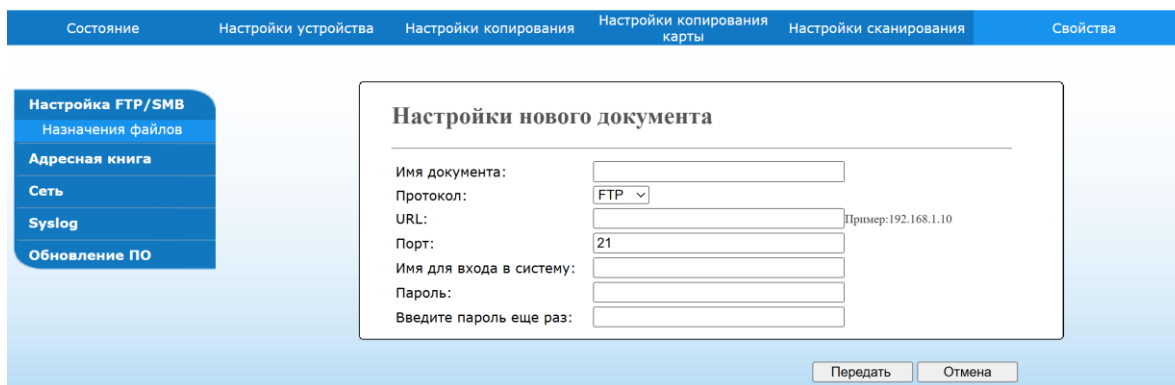 Состояние
Настройки устройства
Настройки копирования
Настройки копирования
карты
Настройки сканирования
Свойства
Настройка FTP/SMB
Назначения файлов
Адресная книга
Сеть
Syslog
Обновление ПО
Настройки нового документа
Имя документа:
Протокол: FTP
URL: Пример:192.168.1.10
Порт: 21
Имя для входа в систему:
Пароль:
Введите пароль еще раз:
Передать Отмена